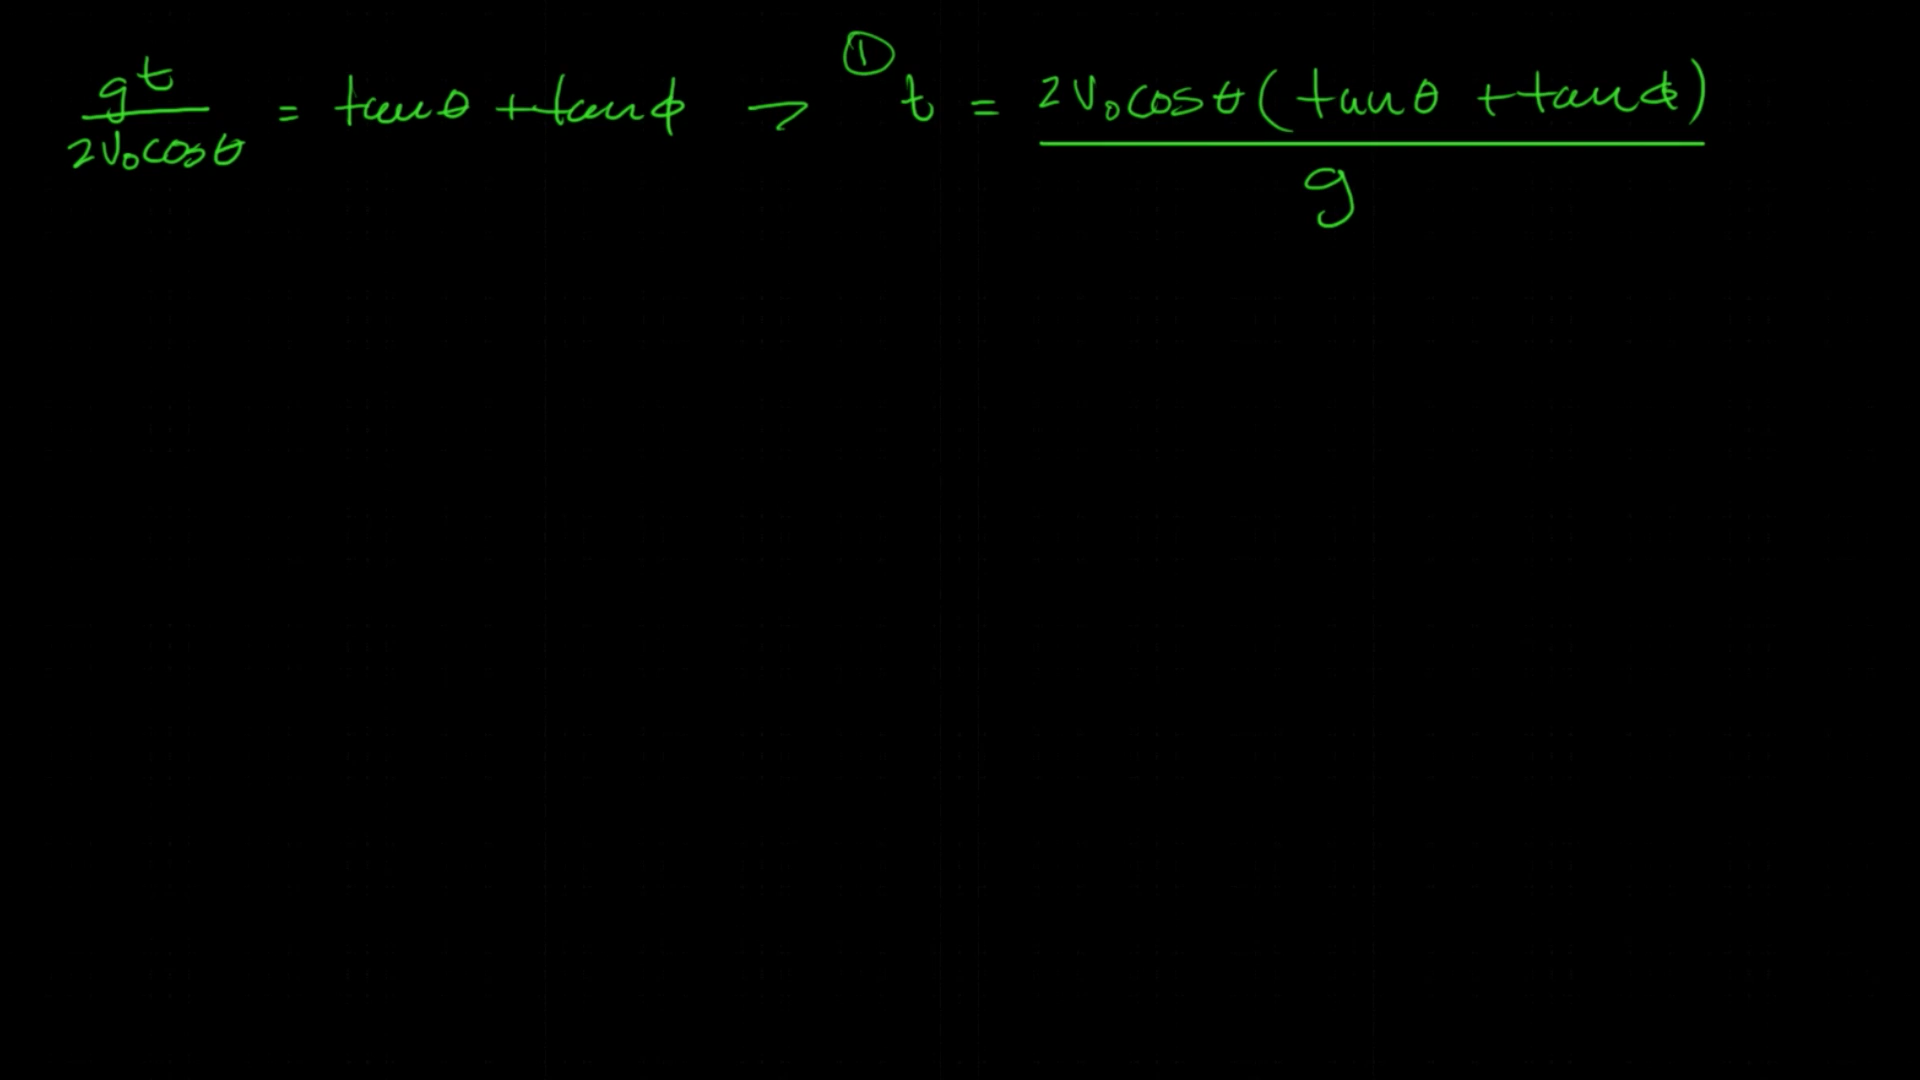 gt/(2v₀cosθ) = tanθ + tanϕ → ① t = 2v₀cosθ(tanθ + tanϕ)/g